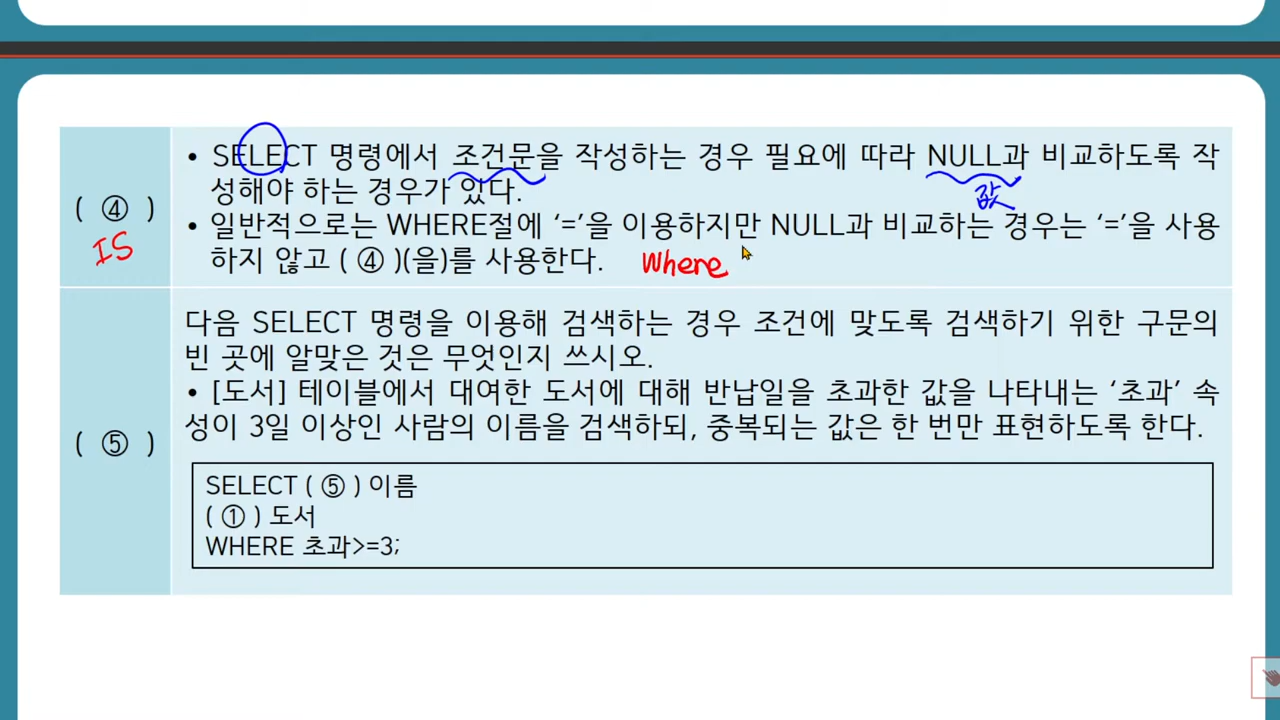 • SELECT 명령에서 조건문을 작성하는 경우 필요에 따라 NULL과 비교하도록 작
성해야 하는 경우가 있다.
값
( ④ )
IS
• 일반적으로는 WHERE절에 ‘=’을 이용하지만 NULL과 비교하는 경우는 ‘=’을 사용
하지 않고 ( ④ )(을)를 사용한다.
Where
( ⑤ )
다음 SELECT 명령을 이용해 검색하는 경우 조건에 맞도록 검색하기 위한 구문의
빈 곳에 알맞은 것은 무엇인지 쓰시오.
• [도서] 테이블에서 대여한 도서에 대해 반납일을 초과한 값을 나타내는 ‘초과’ 속
성이 3일 이상인 사람의 이름을 검색하되, 중복되는 값은 한 번만 표현하도록 한다.
SELECT ( ⑤ ) 이름
( ① ) 도서
WHERE 초과>=3;